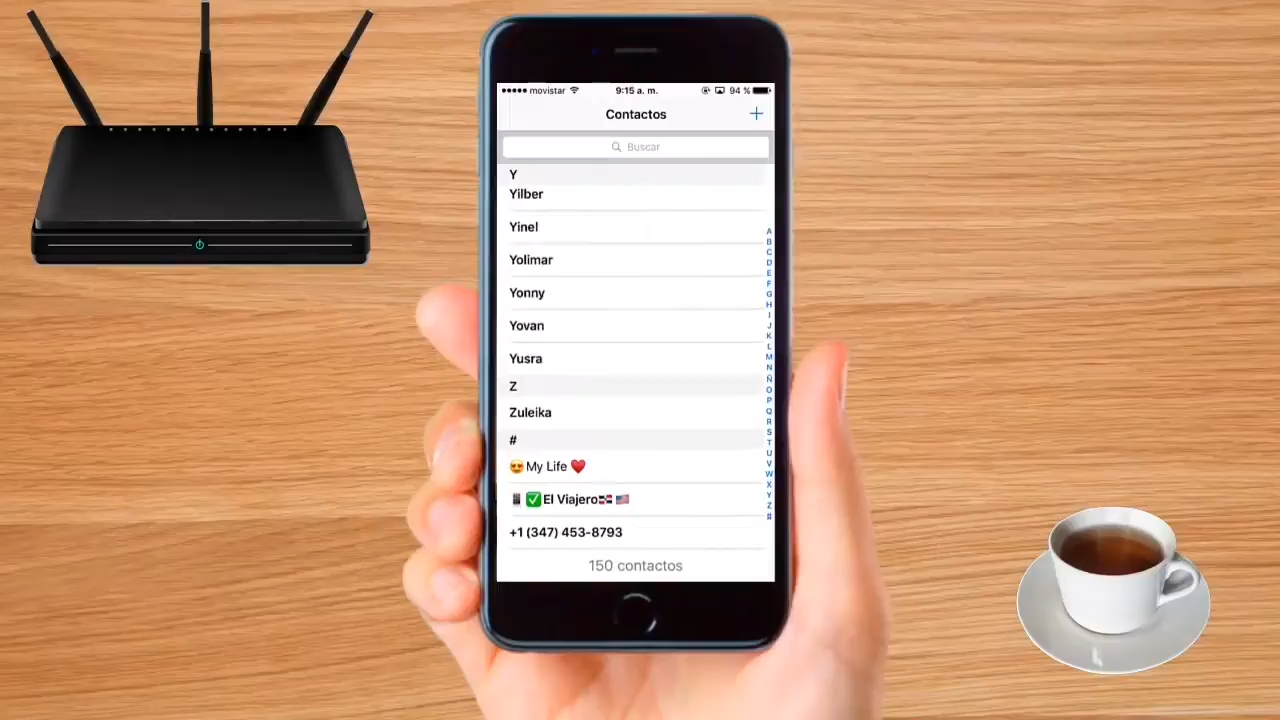 movistar 9:15 a. m. 94 %
Contactos +
Buscar
Y
Yilber
Yinel
Yolimar
Yonny
Yovan
Yusra
Z
Zuleika
#
😍My Life ❤️
📱✅El Viajero🇩🇴🇺🇸
+1 (347) 453-8793
150 contactos
A
B
C
D
E
F
G
H
I
J
K
L
M
N
Ñ
O
P
Q
R
S
T
U
V
W
X
Y
Z
#